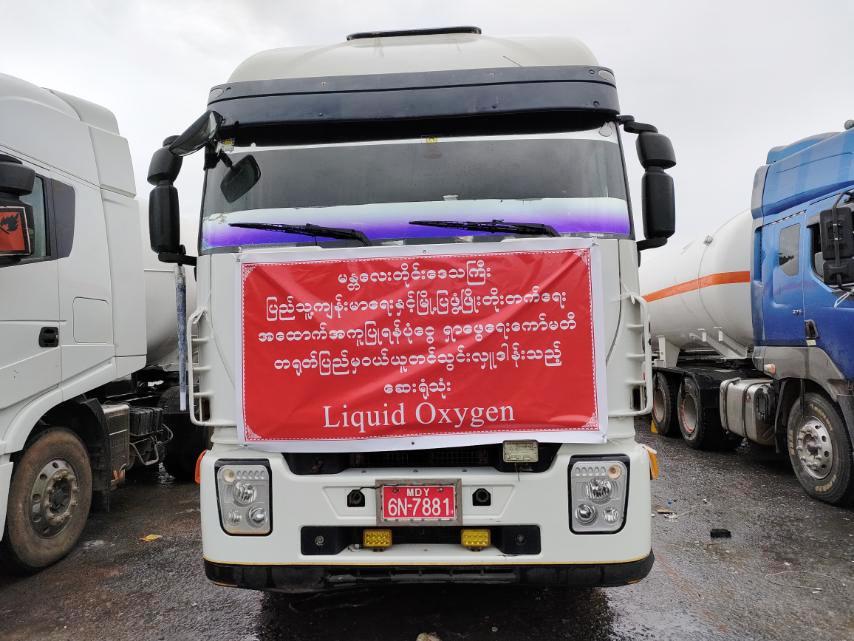 မန္တလေးတိုင်းဒေသကြီး
ပြည်သူ့ကျန်းမာရေးနှင့်မြို့ပြဖွံ့ဖြိုးတိုးတက်ရေး
အထောက်အကူပြုရန်ပုံငွေ ရှာဖွေရေးကော်မတီ
တရုတ်ပြည်မှဝယ်ယူတင်သွင်းလှူဒါန်းသည့်
ဆေးရုံသုံး
Liquid Oxygen
MDY
6N-7881